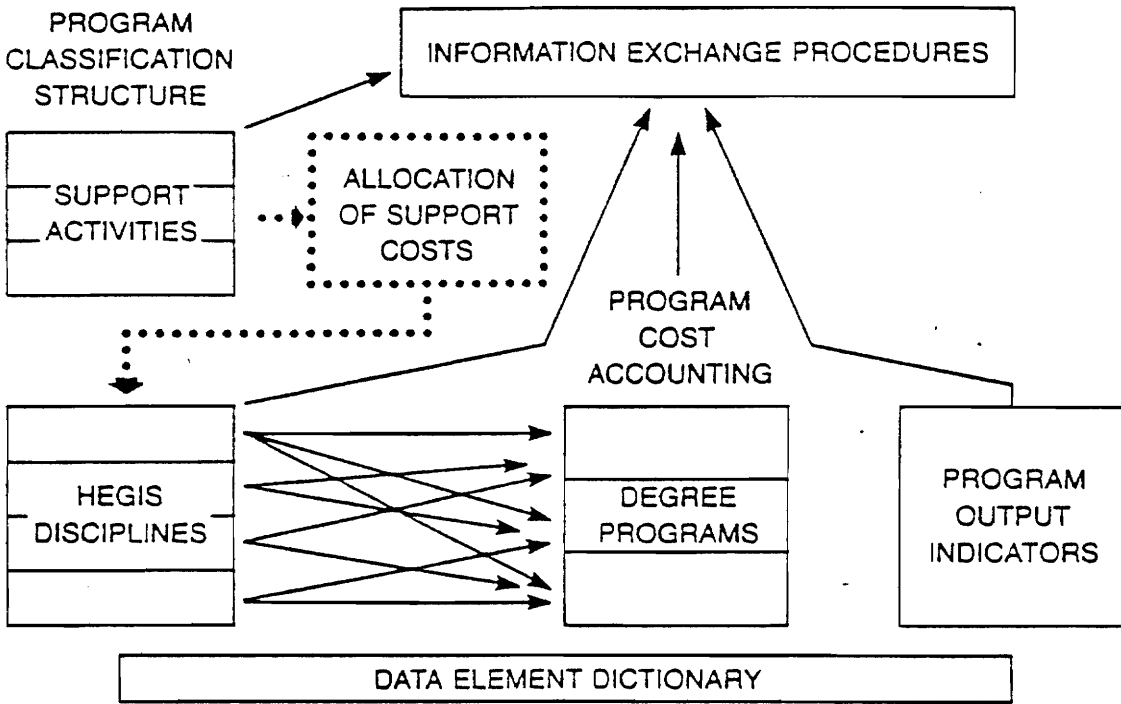 PROGRAM
CLASSIFICATION
STRUCTURE
INFORMATION EXCHANGE PROCEDURES
SUPPORT
ACTIVITIES
ALLOCATION
OF SUPPORT
COSTS
PROGRAM
COST
ACCOUNTING
HEGIS
DISCIPLINES
DEGREE
PROGRAMS
PROGRAM
OUTPUT
INDICATORS
DATA ELEMENT DICTIONARY